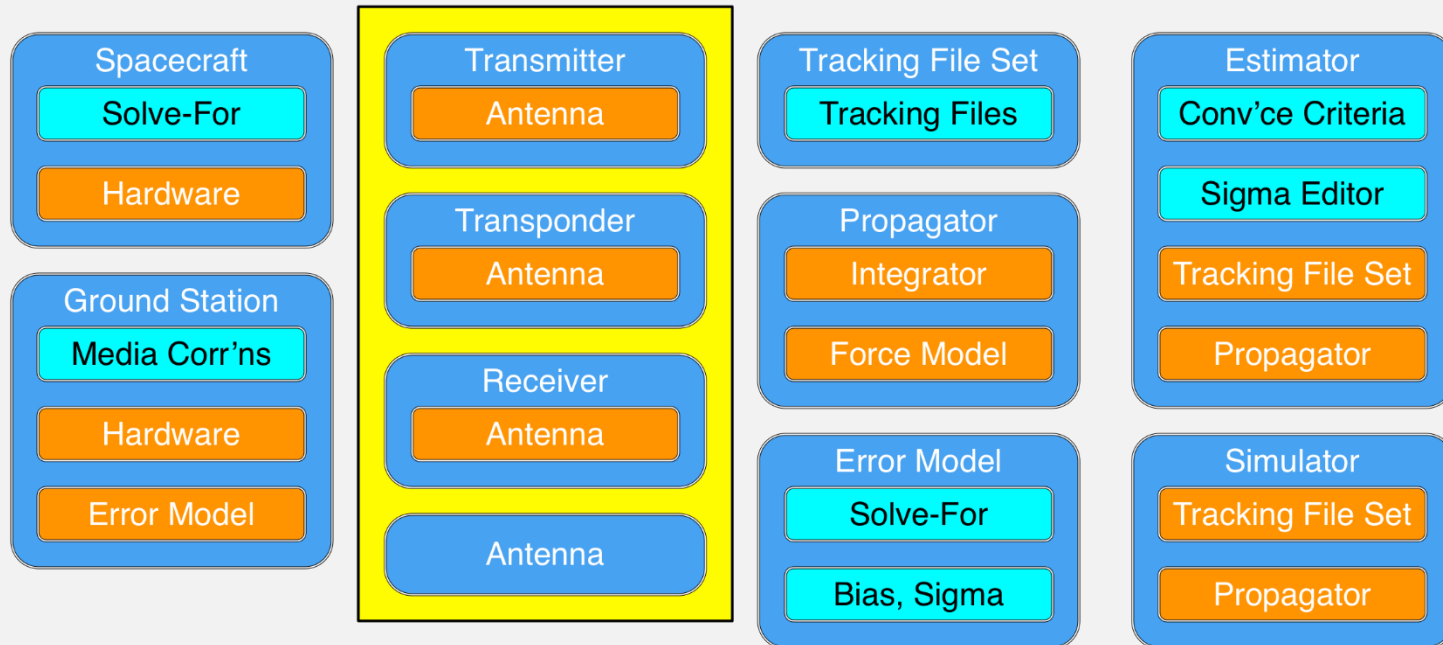 Spacecraft
Solve-For
Hardware
Ground Station
Media Corr'ns
Hardware
Error Model
Transmitter
Antenna
Transponder
Antenna
Receiver
Antenna
Antenna
Tracking File Set
Tracking Files
Propagator
Integrator
Force Model
Error Model
Solve-For
Bias, Sigma
Estimator
Conv'ce Criteria
Sigma Editor
Tracking File Set
Propagator
Simulator
Tracking File Set
Propagator